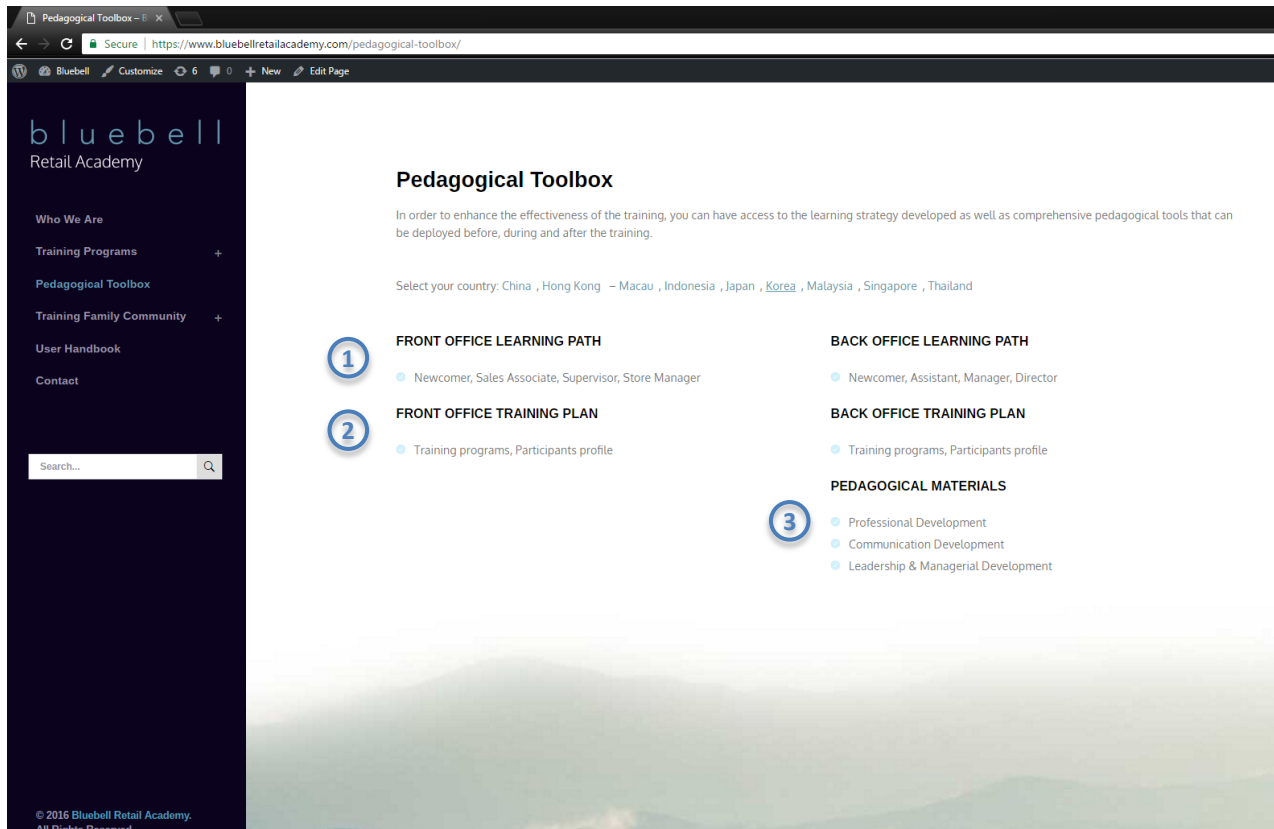 Pedagogical Toolbox – B
Secure | https://www.bluebellretailacademy.com/pedagogical-toolbox/
Bluebell Customize 6 0 New Edit Page
bluebell
Retail Academy
Who We Are
Training Programs +
Pedagogical Toolbox
Training Family Community +
User Handbook
Contact
Search...
© 2016 Bluebell Retail Academy.
All Rights Reserved
Pedagogical Toolbox
In order to enhance the effectiveness of the training, you can have access to the learning strategy developed as well as comprehensive pedagogical tools that can
be deployed before, during and after the training.
Select your country: China , Hong Kong – Macau , Indonesia , Japan , Korea , Malaysia , Singapore , Thailand
1
FRONT OFFICE LEARNING PATH
Newcomer, Sales Associate, Supervisor, Store Manager
2
FRONT OFFICE TRAINING PLAN
Training programs, Participants profile
BACK OFFICE LEARNING PATH
Newcomer, Assistant, Manager, Director
BACK OFFICE TRAINING PLAN
Training programs, Participants profile
PEDAGOGICAL MATERIALS
3
Professional Development
Communication Development
Leadership & Managerial Development